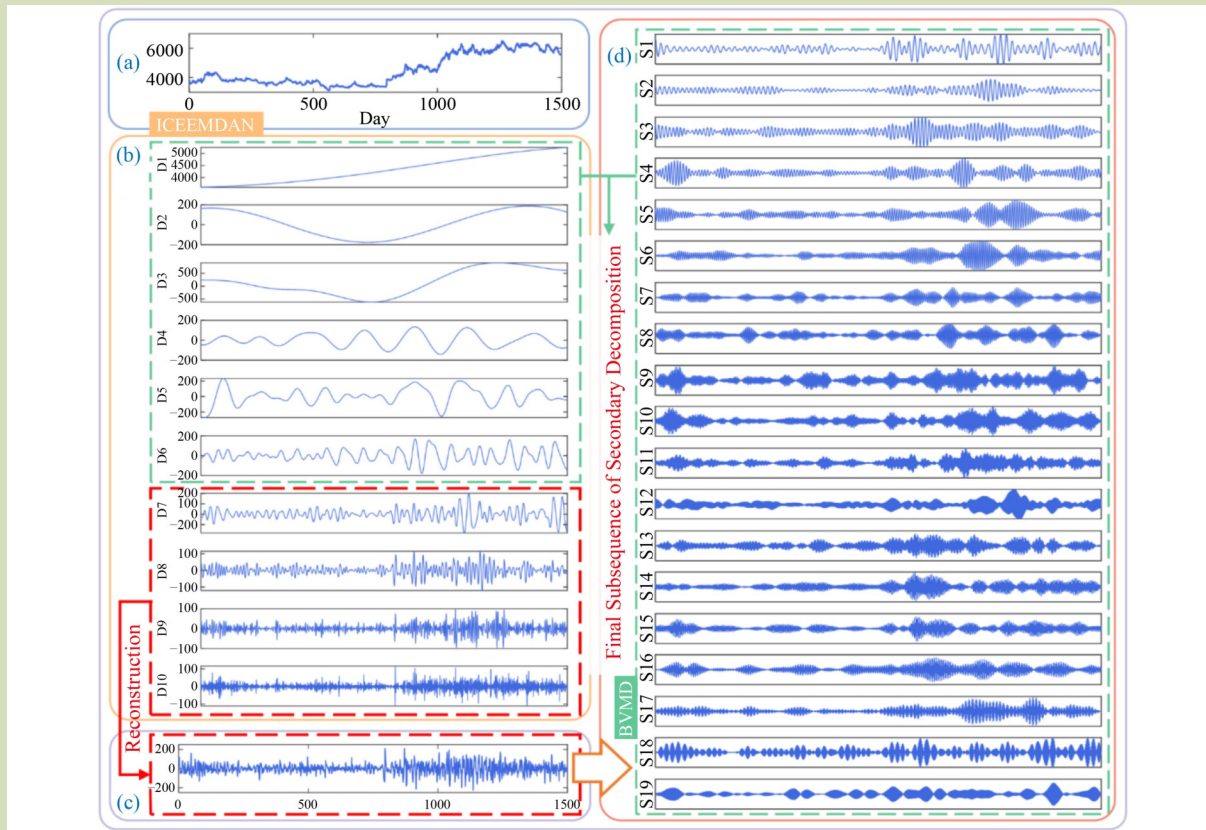 (a)
6000
4000
0
500
1000
1500
Day
ICEEMDAN
(b)
D1
5000
4500
4000
D2
200
0
−200
D3
500
0
−500
D4
200
0
−200
D5
200
0
−200
D6
200
0
−200
D7
200
0
−200
D8
100
0
−100
D9
100
0
−100
D10
100
0
−100
Reconstruction
(c)
200
0
−200
0
500
1000
1500
Final Subsequence of Secondary Decomposition
(d)
S1
S2
S3
S4
S5
S6
S7
S8
S9
S10
S11
S12
S13
S14
S15
S16
S17
S18
S19
BVMD